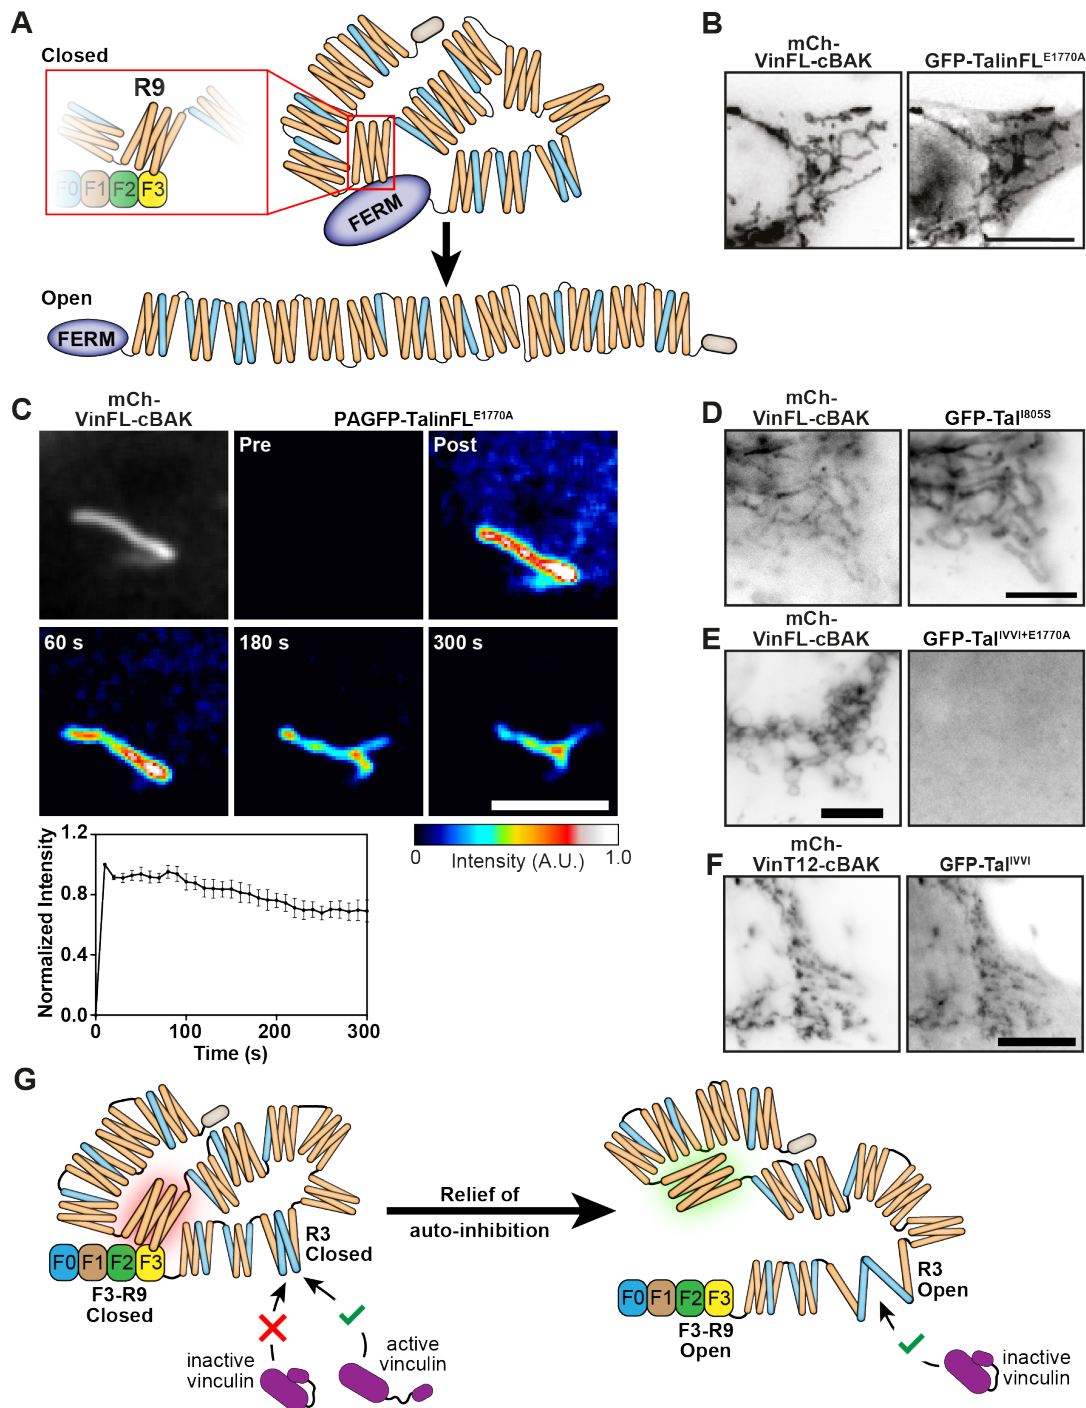 A
Closed
R9
F0 F1 F2 F3
FERM
Open
FERM
B
mCh-
VinFL-cBAK
GFP-TalinFL^E1770A
C
mCh-
VinFL-cBAK
PAGFP-TalinFL^E1770A
Pre
Post
60 s
180 s
300 s
0 Intensity (A.U.) 1.0
Normalized Intensity
1.2
0.8
0.4
0.0
0 100 200 300
Time (s)
D
mCh-
VinFL-cBAK
GFP-Tal^I805S
E
mCh-
VinFL-cBAK
GFP-Tal^IVVI+E1770A
F
mCh-
VinT12-cBAK
GFP-Tal^IVVI
G
F0 F1 F2 F3
F3-R9
Closed
R3
Closed
inactive
vinculin
active
vinculin
Relief of
auto-inhibition
F0 F1 F2 F3
F3-R9
Open
R3
Open
inactive
vinculin